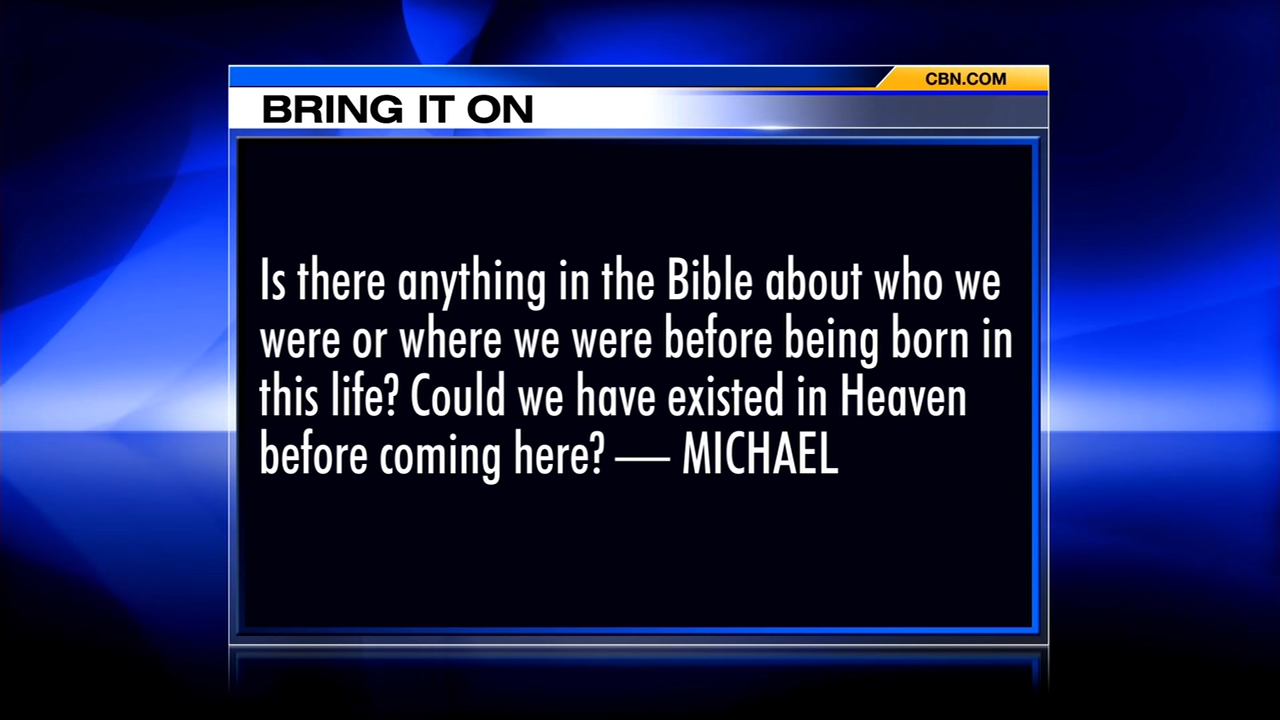 CBN.COM
BRING IT ON
Is there anything in the Bible about who we
were or where we were before being born in
this life? Could we have existed in Heaven
before coming here? — MICHAEL